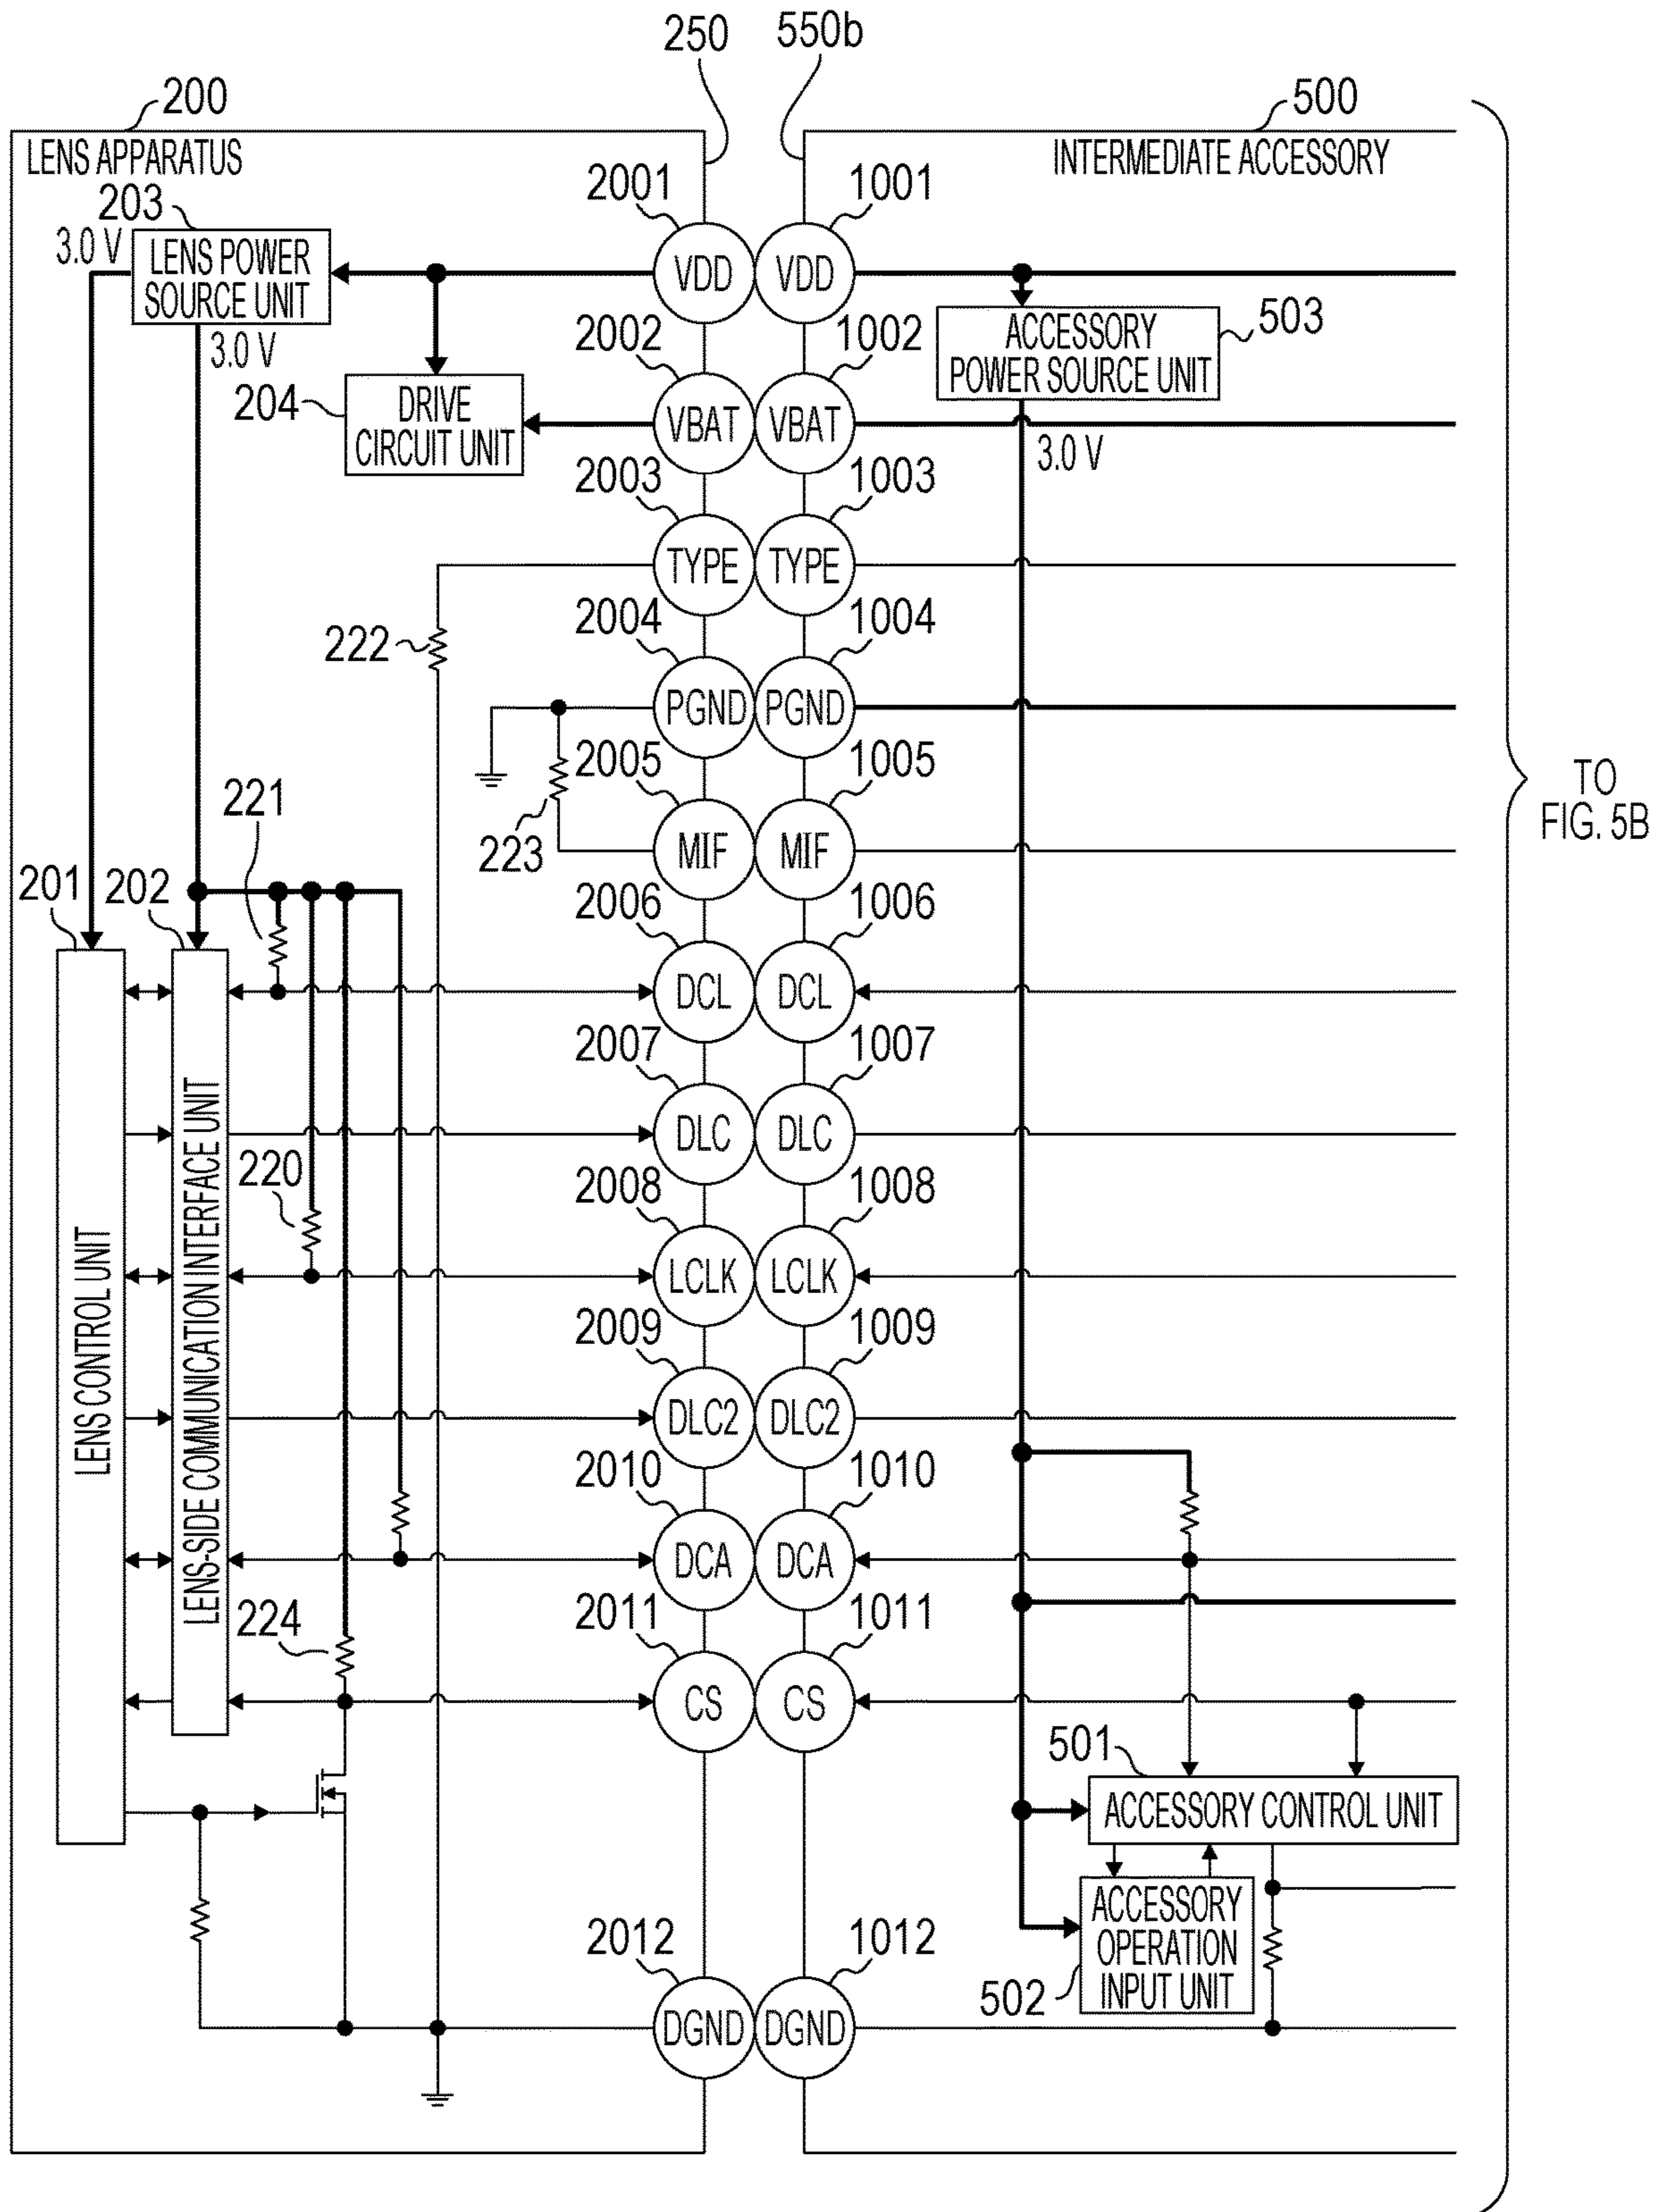 250 550b
200 500
LENS APPARATUS INTERMEDIATE ACCESSORY
203 2001 1001
3.0 V LENS POWER
SOURCE UNIT
VDD VDD
503
3.0 V 2002 1002 ACCESSORY
POWER SOURCE UNIT
204 DRIVE
CIRCUIT UNIT
VBAT VBAT
3.0 V
2003 1003
TYPE TYPE
2004 1004
222
PGND PGND
2005 1005
TO
FIG. 5B
221
223 MIF MIF
201 202 2006 1006
DCL DCL
2007 1007
DLC DLC
220 2008 1008
LENS CONTROL UNIT
LENS-SIDE COMMUNICATION INTERFACE UNIT
LCLK LCLK
2009 1009
DLC2 DLC2
2010 1010
DCA DCA
224 2011 1011
CS CS
501
ACCESSORY CONTROL UNIT
2012 1012 ACCESSORY
OPERATION
INPUT UNIT
502
DGND DGND